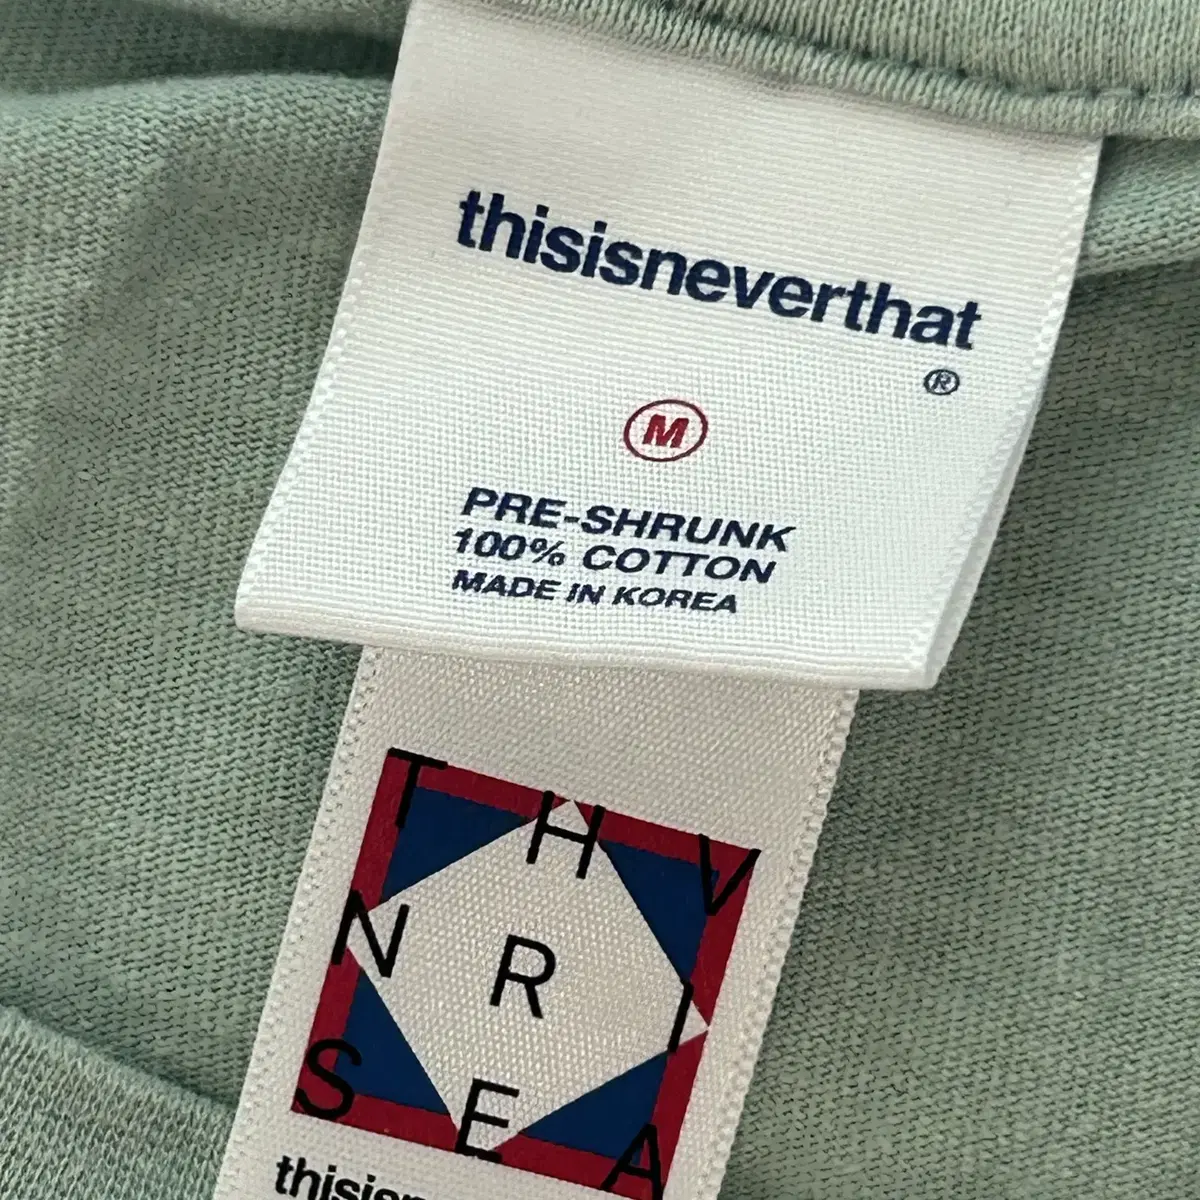 thisisneverthat
®
M
PRE-SHRUNK
100% COTTON
MADE IN KOREA
T H V
N R I
S E A